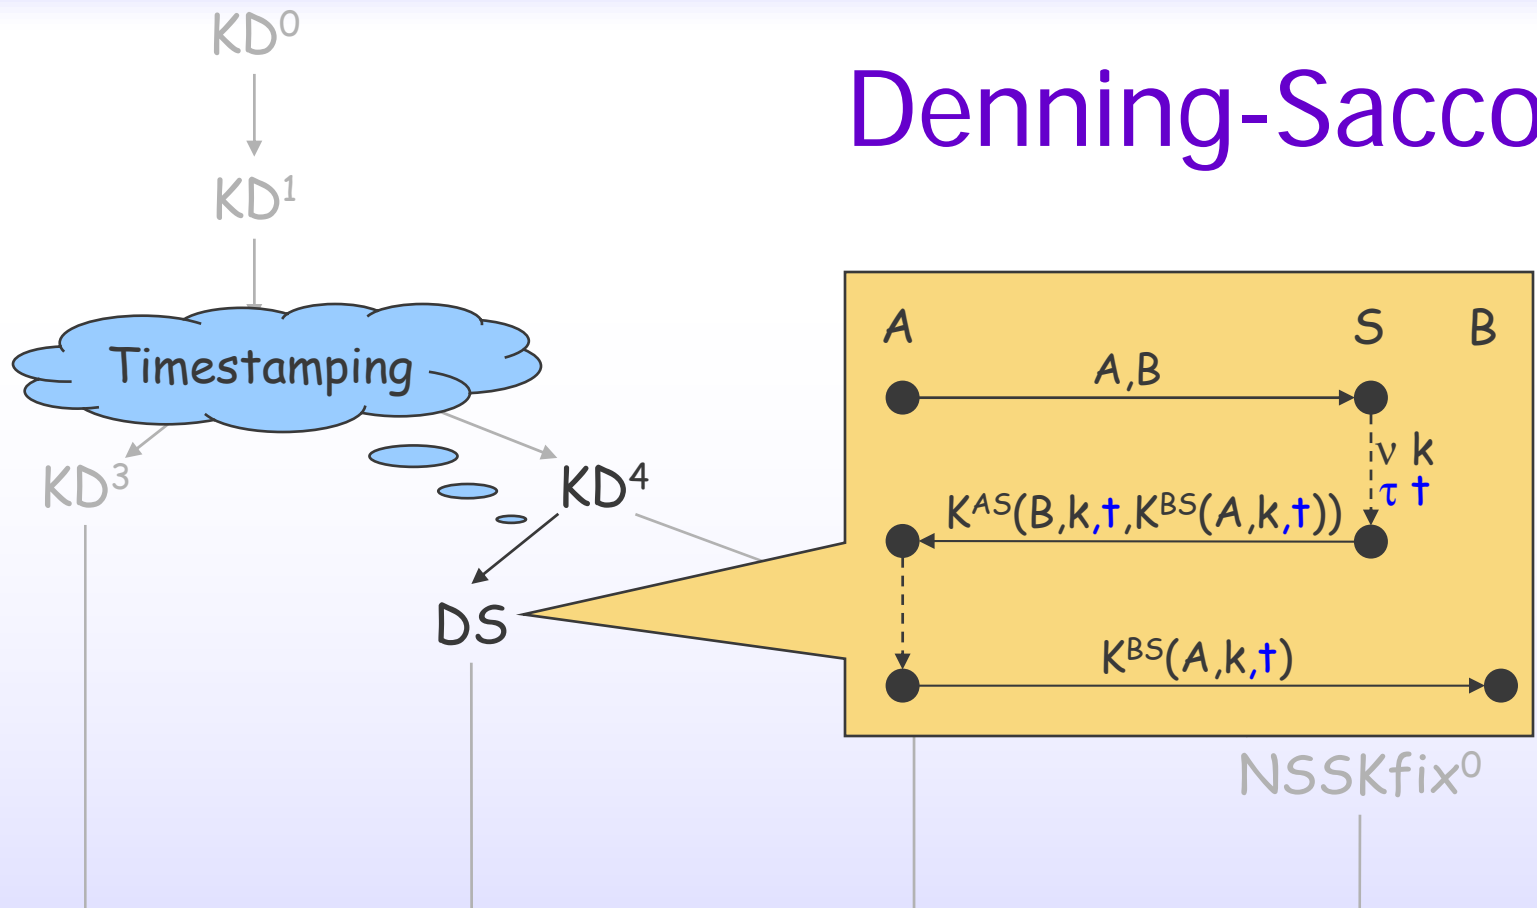 KD⁰
Denning-Sacco
KD¹
Timestamping
A S B
A,B
ν k
τ t
KD³
KD⁴
K^AS(B,k,t,K^BS(A,k,t))
DS
K^BS(A,k,t)
NSSKfix⁰